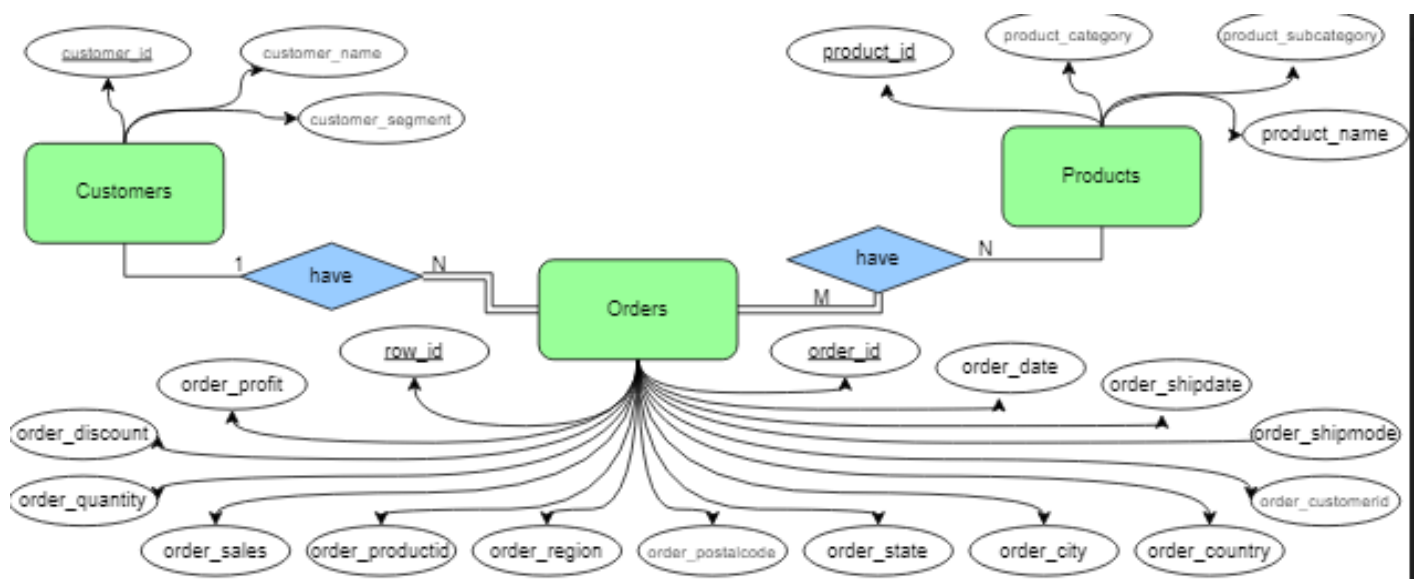 customer_id
customer_name
customer_segment
product_id
product_category
product_subcategory
product_name
Customers
Products
1
have
N
have
N
M
Orders
row_id
order_id
order_profit
order_date
order_shipdate
order_discount
order_shipmode
order_quantity
order_customerid
order_sales
order_productid
order_region
order_postalcode
order_state
order_city
order_country